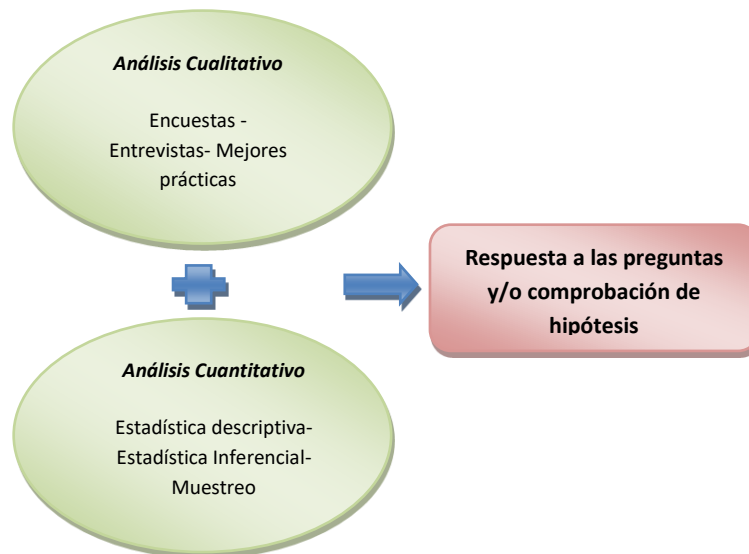 Análisis Cualitativo
Encuestas -
Entrevistas- Mejores
prácticas
Respuesta a las preguntas
y/o comprobación de
hipótesis
Análisis Cuantitativo
Estadística descriptiva-
Estadística Inferencial-
Muestreo